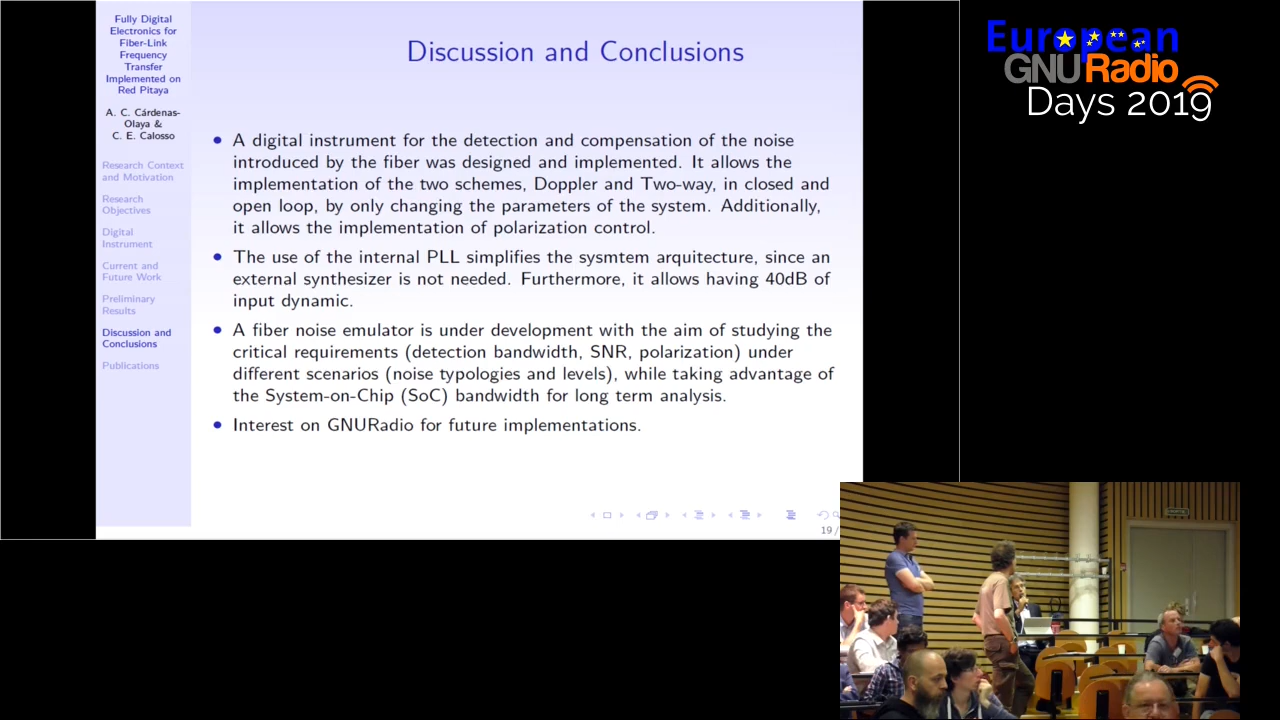 Fully Digital
Electronics for
Fiber-Link
Frequency
Transfer
Implemented on
Red Pitaya
A. C. Cárdenas-
Olaya &
C. E. Calosso
Research Context
and Motivation
Research
Objectives
Digital
Instrument
Current and
Future Work
Preliminary
Results
Discussion and
Conclusions
Publications
Discussion and Conclusions
• A digital instrument for the detection and compensation of the noise
introduced by the fiber was designed and implemented. It allows the
implementation of the two schemes, Doppler and Two-way, in closed and
open loop, by only changing the parameters of the system. Additionally,
it allows the implementation of polarization control.
• The use of the internal PLL simplifies the sysmtem arquitecture, since an
external synthesizer is not needed. Furthermore, it allows having 40dB of
input dynamic.
• A fiber noise emulator is under development with the aim of studying the
critical requirements (detection bandwidth, SNR, polarization) under
different scenarios (noise typologies and levels), while taking advantage of
the System-on-Chip (SoC) bandwidth for long term analysis.
• Interest on GNURadio for future implementations.
19 /
European
GNURadio
Days 2019